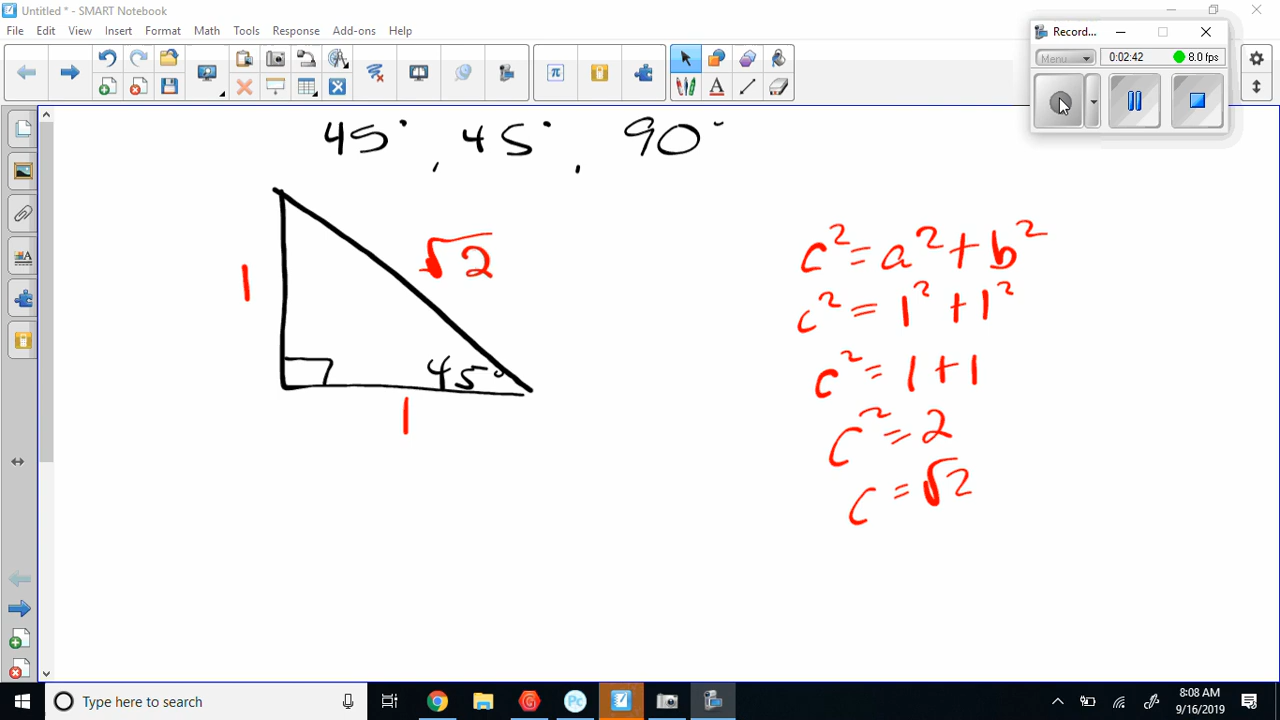 Untitled * - SMART Notebook
File Edit View Insert Format Math Tools Response Add-ons Help
Record...
Menu 0:02:42 8.0 fps
45°, 45°, 90°
√2
1
45°
1
c² = a² + b²
c² = 1² + 1²
c² = 1 + 1
c² = 2
c = √2
Type here to search
8:08 AM
9/16/2019